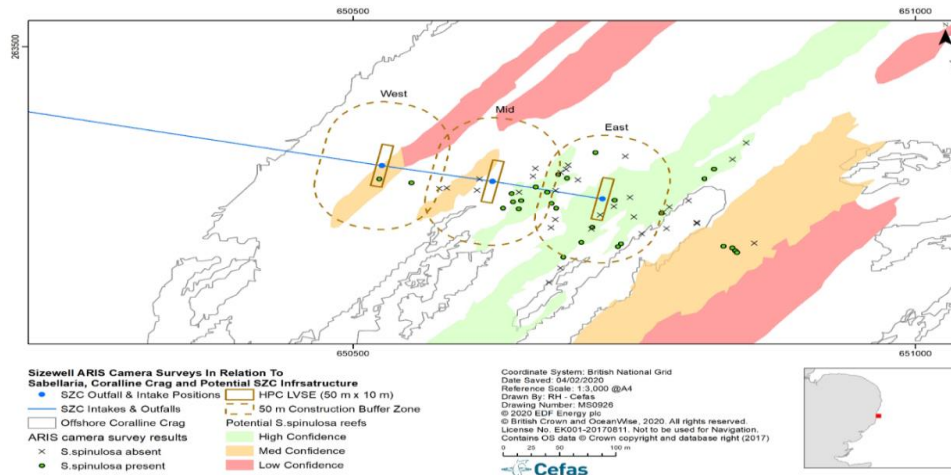 650500
651000
263500
West
Mid
East
650500
651000
Sizewell ARIS Camera Surveys In Relation To
Sabellaria, Coralline Crag and Potential SZC Infrsatructure
SZC Outfall & Intake Positions
SZC Intakes & Outfalls
Offshore Coralline Crag
ARIS camera survey results
S.spinulosa absent
S.spinulosa present
HPC LVSE (50 m x 10 m)
50 m Construction Buffer Zone
Potential S.spinulosa reefs
High Confidence
Med Confidence
Low Confidence
Coordinate System: British National Grid
Date Saved: 04/02/2020
Reference Scale: 1:3,000 @A4
Drawn By: RH - Cefas
Drawing Number: MS0926
© 2020 EDF Energy plc
© British Crown and OceanWise, 2020. All rights reserved.
License No. EK001-20170811. Not to be used for Navigation.
Contains OS data © Crown copyright and database right (2017)
0 25 50 100 m
Cefas